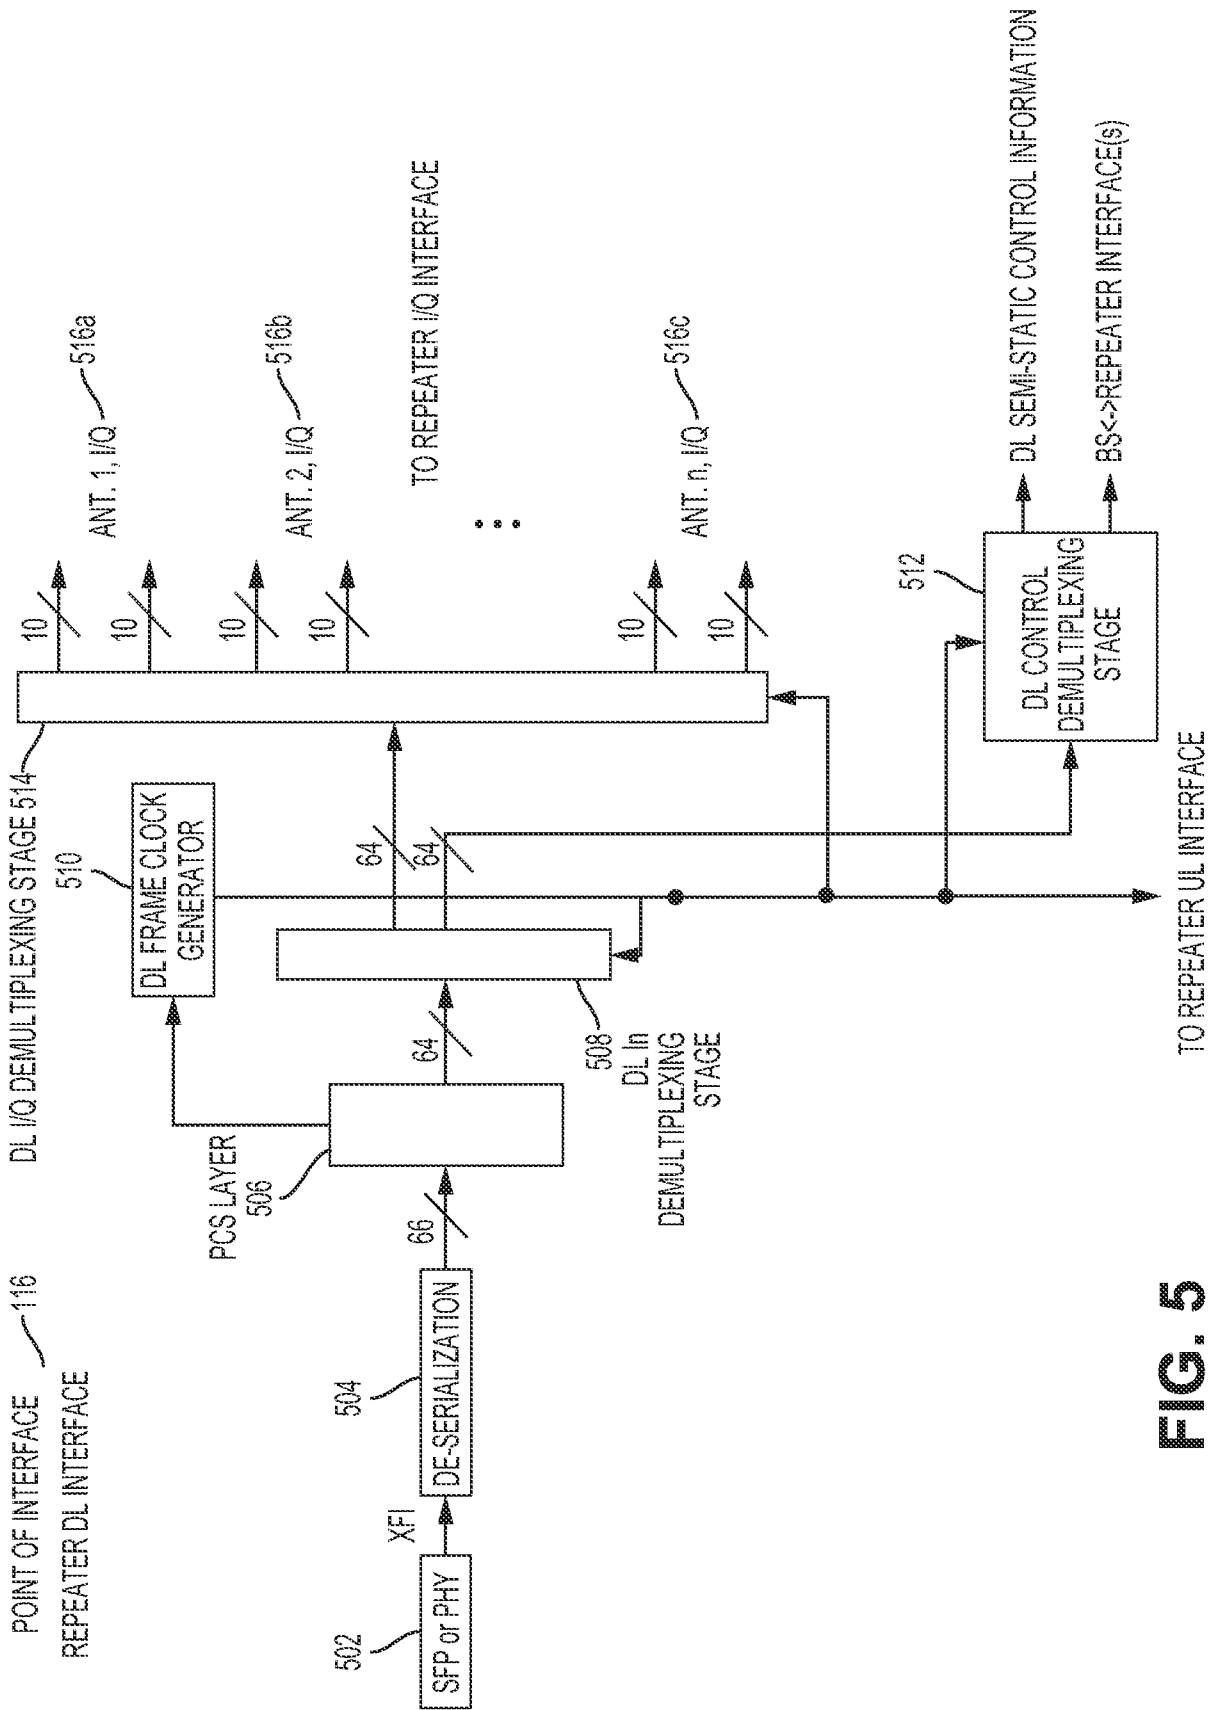 POINT OF INTERFACE
116
REPEATER DL INTERFACE
DL I/Q DEMULTIPLEXING STAGE 514
510
DL FRAME CLOCK
GENERATOR
PCS LAYER
506
502
SFP or PHY
XFI
504
DE-SERIALIZATION
66
64
508
DL In
DEMULTIPLEXING
STAGE
64
64
10
10
10
10
10
10
ANT. 1, I/Q
516a
ANT. 2, I/Q
516b
TO REPEATER I/Q INTERFACE
ANT. n, I/Q
516c
512
DL CONTROL
DEMULTIPLEXING
STAGE
DL SEMI-STATIC CONTROL INFORMATION
BS<->REPEATER INTERFACE(s)
TO REPEATER UL INTERFACE
FIG. 5